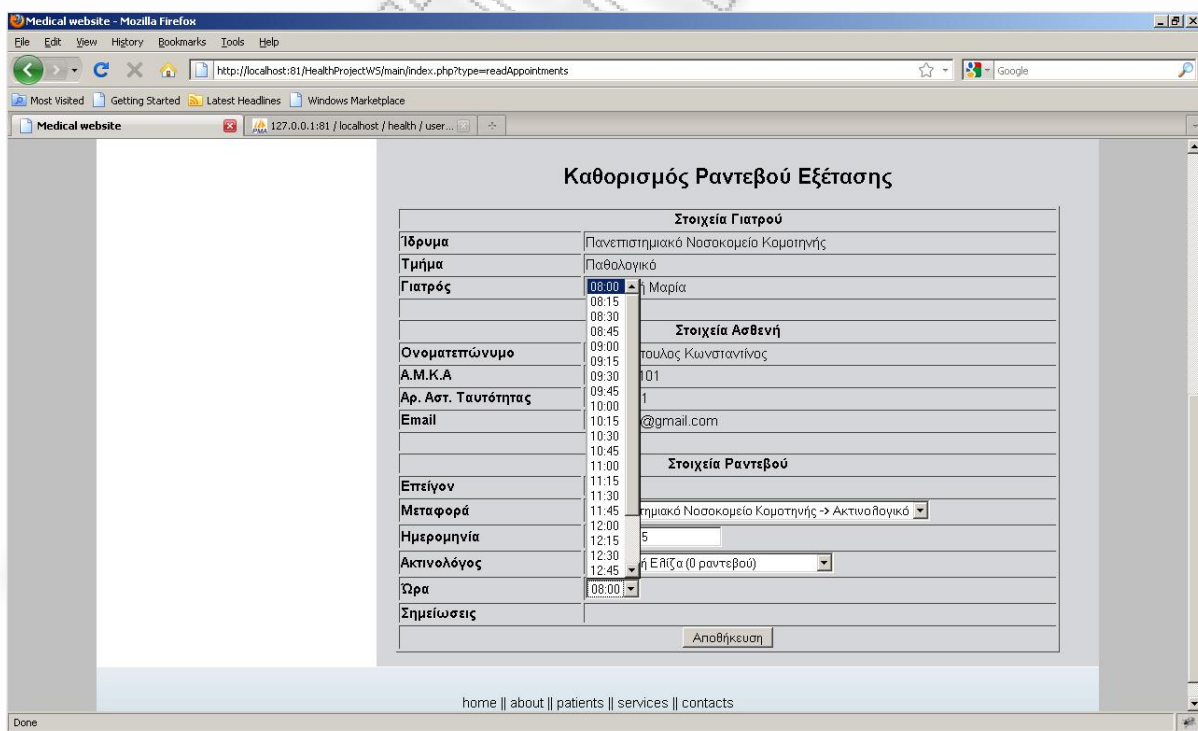 Medical website - Mozilla Firefox
File Edit View History Bookmarks Tools Help
http://localhost:81/HealthProjectWS/main/index.php?type=readAppointments
Google
Most Visited Getting Started Latest Headlines Windows Marketplace
Medical website 127.0.0.1:81 / localhost / health / user...
Καθορισμός Ραντεβού Εξέτασης
Στοιχεία Γιατρού
Ίδρυμα Πανεπιστημιακό Νοσοκομείο Κομοτηνής
Τμήμα Παθολογικό
Γιατρός ή Μαρία
Στοιχεία Ασθενή
Ονοματεπώνυμο πουλος Κωνσταντίνος
Α.Μ.Κ.Α 101
Αρ. Αστ. Ταυτότητας 1
Email @gmail.com
Στοιχεία Ραντεβού
Επείγον
Μεταφορά τημιακό Νοσοκομείο Κομοτηνής -> Ακτινολογικό
Ημερομηνία 5
Ακτινολόγος ή Ελίζα (0 ραντεβού)
08:00
08:15
08:30
08:45
09:00
09:15
09:30
09:45
10:00
10:15
10:30
10:45
11:00
11:15
11:30
11:45
12:00
12:15
12:30
12:45
Ώρα 08:00
Σημείωσεις
Αποθήκευση
home || about || patients || services || contacts
Done